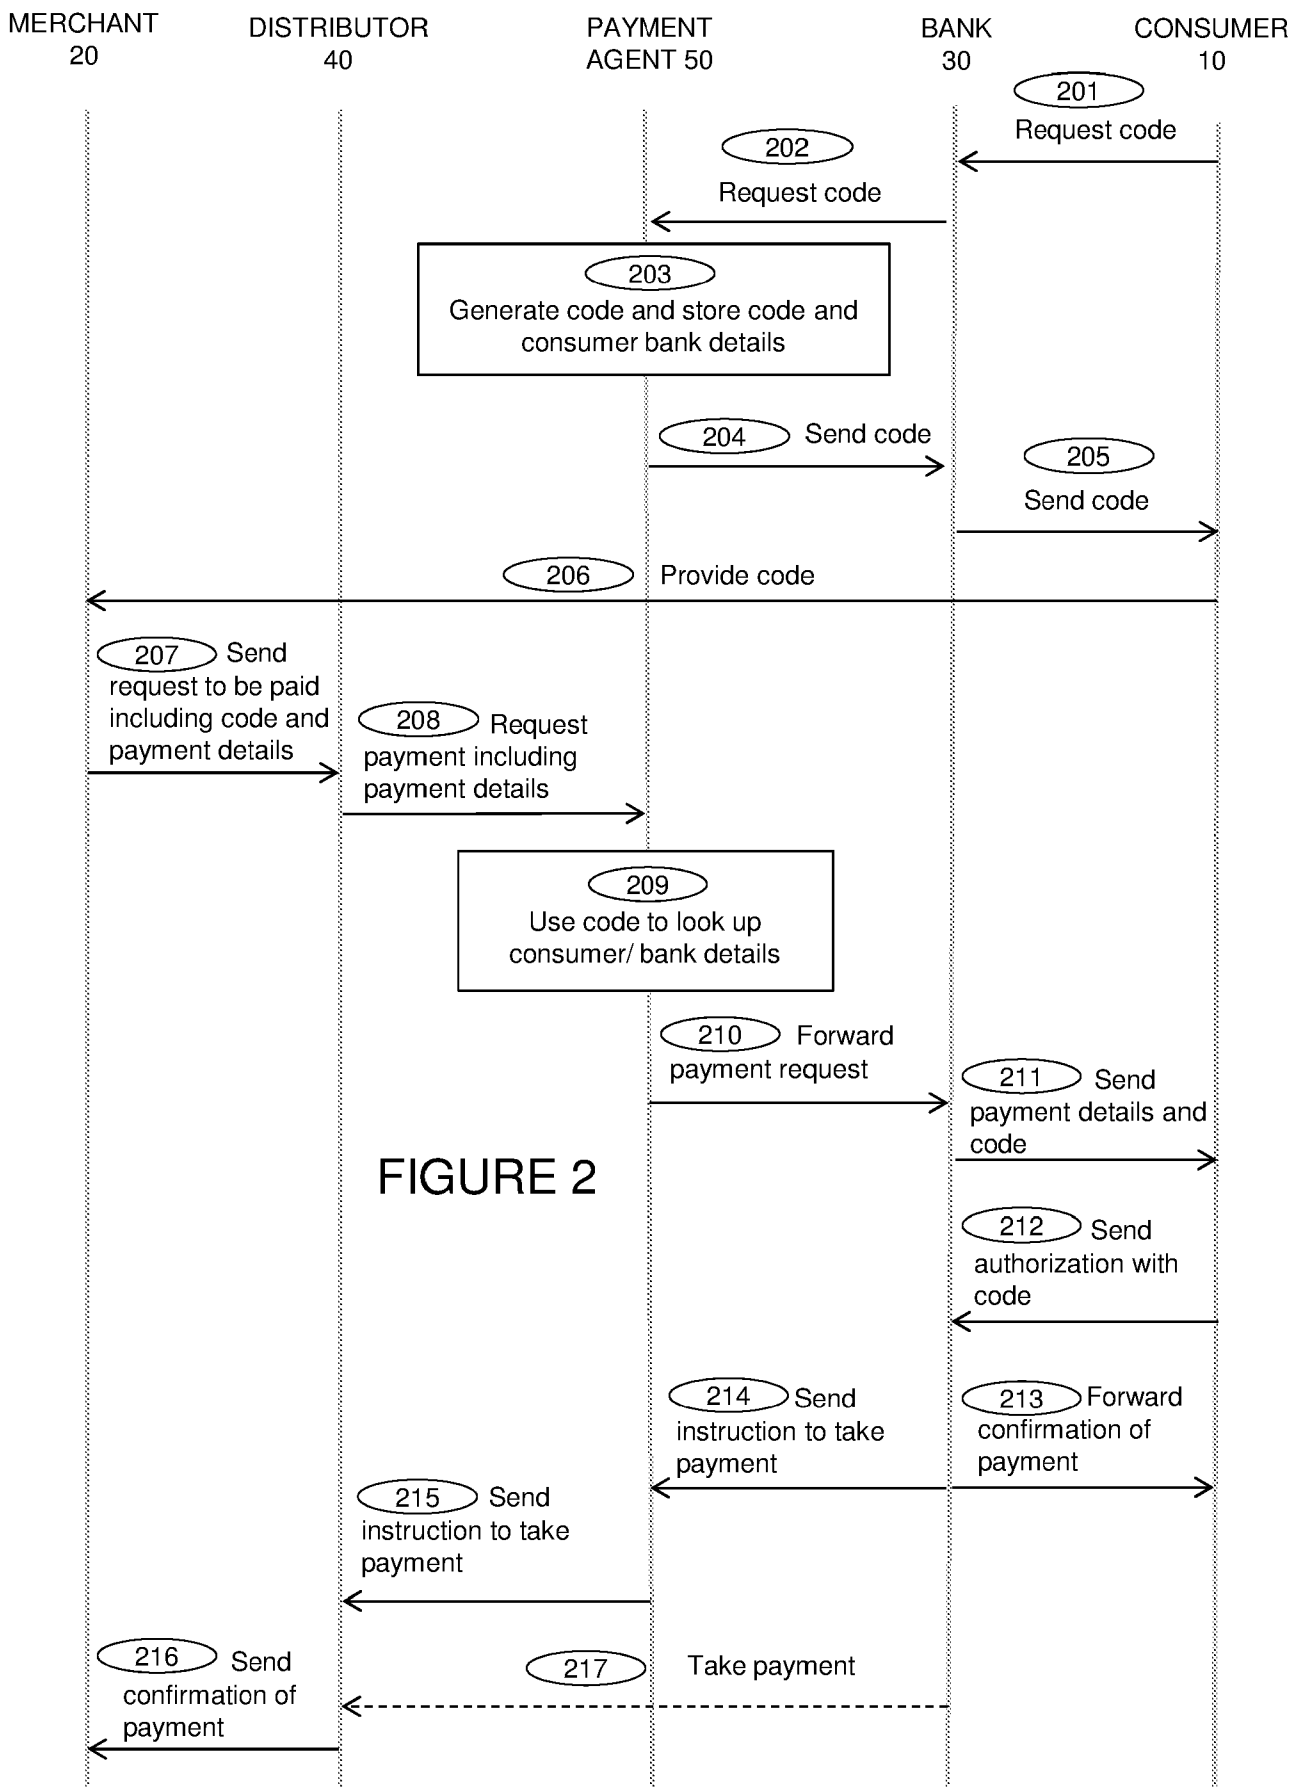 MERCHANT
20
DISTRIBUTOR
40
PAYMENT
AGENT 50
BANK
30
CONSUMER
10
201
Request code
202
Request code
203
Generate code and store code and
consumer bank details
204 Send code
205
Send code
206 Provide code
207 Send
request to be paid
including code and
payment details
208 Request
payment including
payment details
209
Use code to look up
consumer/ bank details
210 Forward
payment request
211 Send
payment details and
code
FIGURE 2
212 Send
authorization with
code
214 Send
instruction to take
payment
213 Forward
confirmation of
payment
215 Send
instruction to take
payment
216 Send
confirmation of
payment
217 Take payment